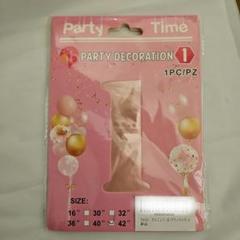 Party Time
PARTY DECORATION 1
1PC/PZ
SIZE:
16" 30" 32"
36" 40" 42"